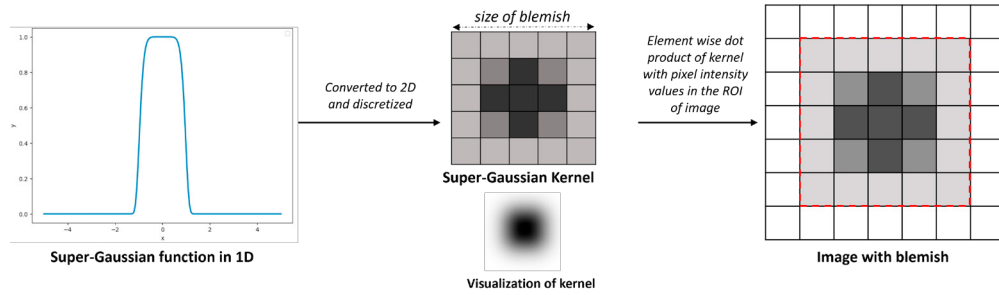 1.0
0.8
0.6
0.4
0.2
0.0
y
−4
−2
0
2
4
x
Super-Gaussian function in 1D
Converted to 2D
and discretized
size of blemish
Super-Gaussian Kernel
Visualization of kernel
Element wise dot
product of kernel
with pixel intensity
values in the ROI
of image
Image with blemish